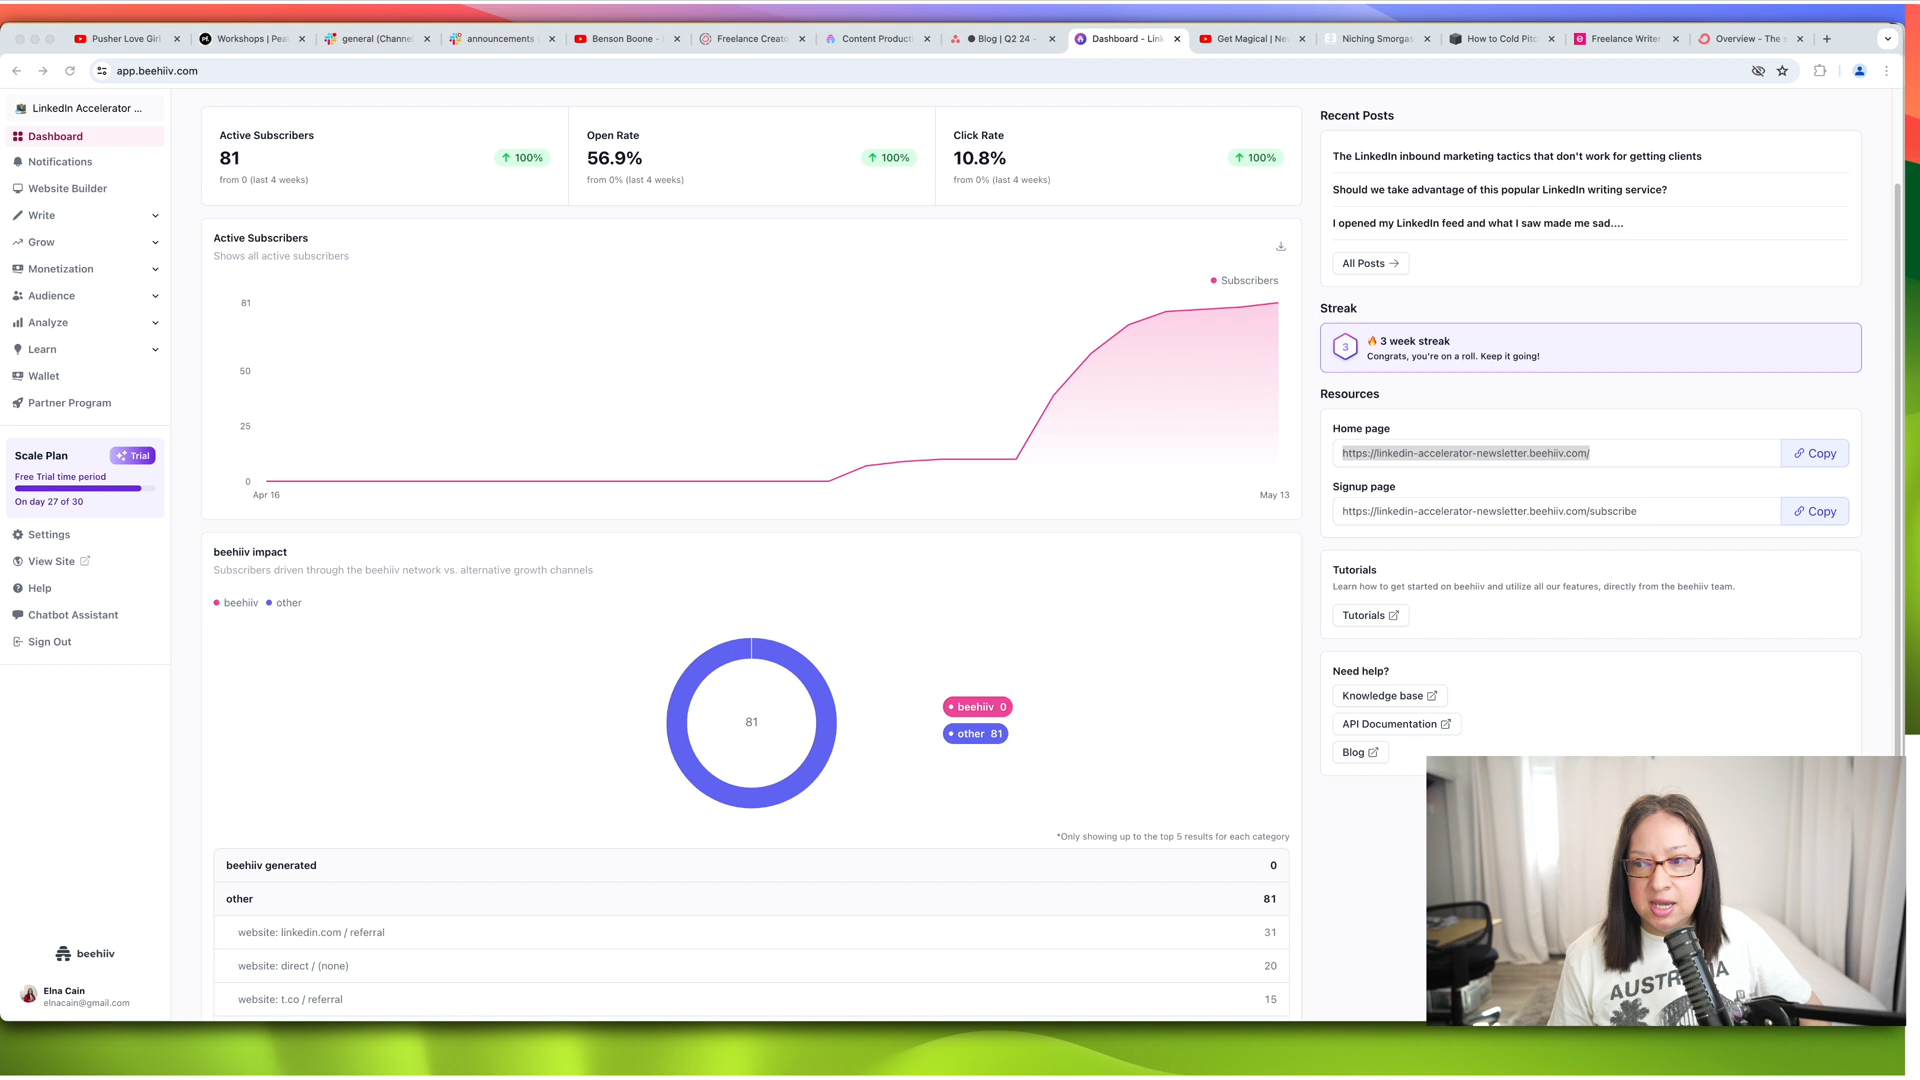 Pusher Love Girl
Workshops | Pea
general (Channel
announcements
Benson Boone -
Freelance Creato
Content Producti
Blog | Q2 24 -
Dashboard - Link
Get Magical | Ne
Niching Smorgas
How to Cold Pitc
Freelance Writer
Overview - The s
app.beehiiv.com
LinkedIn Accelerator ...
Dashboard
Notifications
Website Builder
Write
Grow
Monetization
Audience
Analyze
Learn
Wallet
Partner Program
Scale Plan
Trial
Free Trial time period
On day 27 of 30
Settings
View Site
Help
Chatbot Assistant
Sign Out
beehiiv
Elna Cain
elnacain@gmail.com
Active Subscribers
81
100%
from 0 (last 4 weeks)
Open Rate
56.9%
100%
from 0% (last 4 weeks)
Click Rate
10.8%
100%
from 0% (last 4 weeks)
Active Subscribers
Shows all active subscribers
Subscribers
81
50
25
0
Apr 16
May 13
beehiiv impact
Subscribers driven through the beehiiv network vs. alternative growth channels
beehiiv
other
81
beehiiv 0
other 81
*Only showing up to the top 5 results for each category
beehiiv generated 0
other 81
website: linkedin.com / referral 31
website: direct / (none) 20
website: t.co / referral 15
Recent Posts
The LinkedIn inbound marketing tactics that don't work for getting clients
Should we take advantage of this popular LinkedIn writing service?
I opened my LinkedIn feed and what I saw made me sad....
All Posts →
Streak
3
🔥 3 week streak
Congrats, you're on a roll. Keep it going!
Resources
Home page
https://linkedin-accelerator-newsletter.beehiiv.com/
Copy
Signup page
https://linkedin-accelerator-newsletter.beehiiv.com/subscribe
Copy
Tutorials
Learn how to get started on beehiiv and utilize all our features, directly from the beehiiv team.
Tutorials
Need help?
Knowledge base
API Documentation
Blog